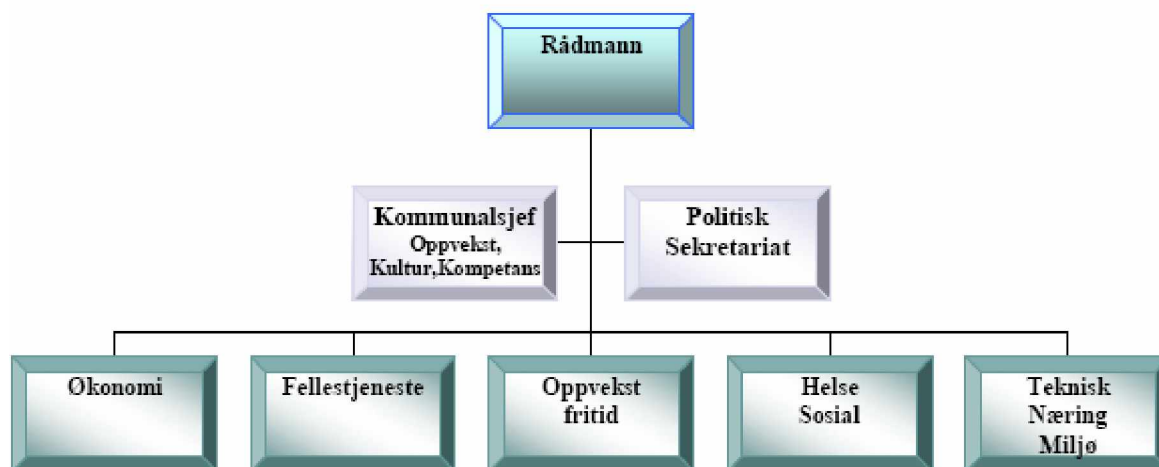 Rådmann
Kommunalsjef
Oppvekst,
Kultur,Kompetans
Politisk
Sekretariat
Økonomi
Fellestjeneste
Oppvekst
fritid
Helse
Sosial
Teknisk
Næring
Miljø